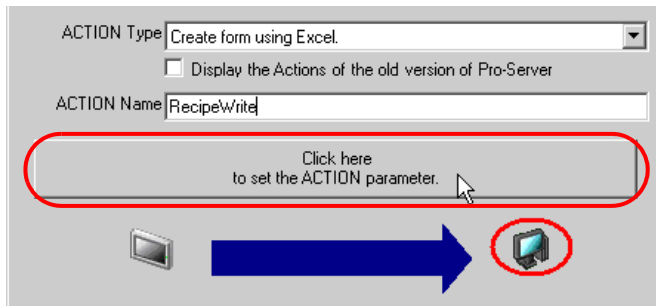 ACTION Type Create form using Excel.
Display the Actions of the old version of Pro-Server
ACTION Name RecipeWrite
Click here
to set the ACTION parameter.